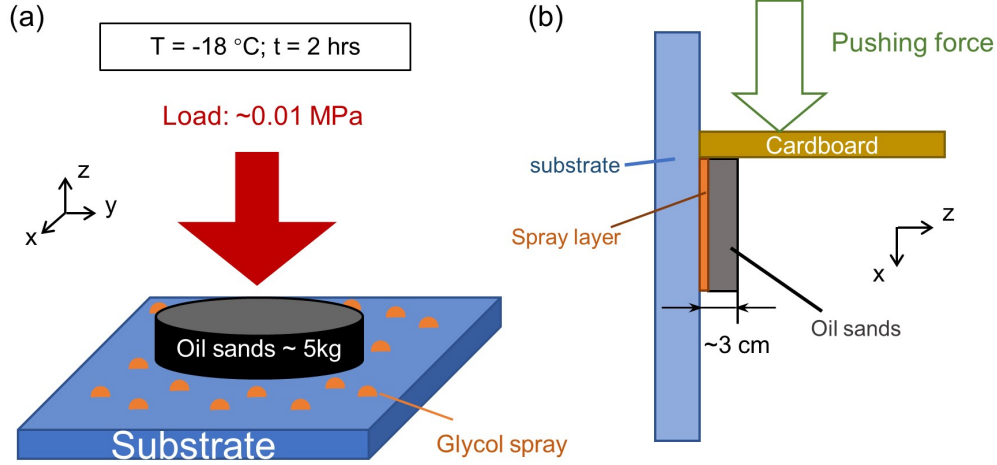 (a)
T = -18 °C; t = 2 hrs
Load: ~0.01 MPa
z
y
x
Oil sands ~ 5kg
Glycol spray
Substrate
(b)
Pushing force
Cardboard
substrate
Spray layer
z
x
Oil sands
~3 cm